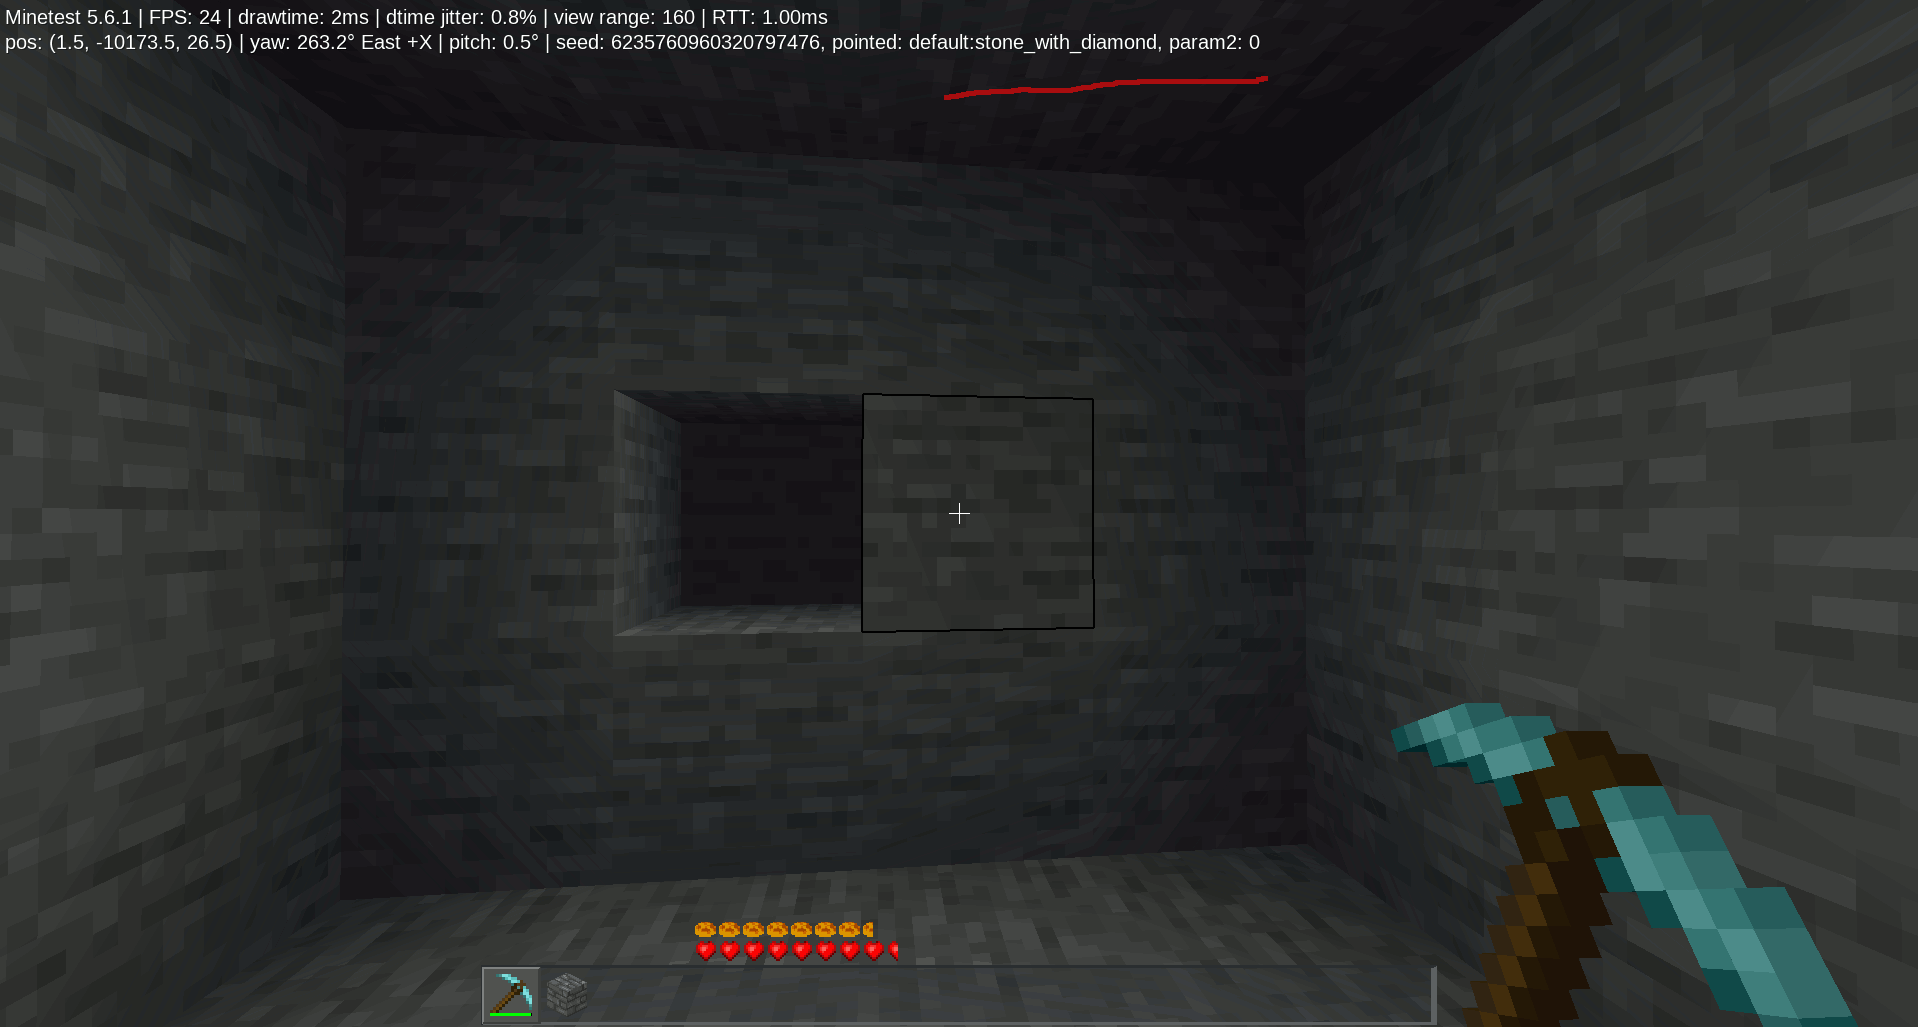 Minetest 5.6.1 | FPS: 24 | drawtime: 2ms | dtime jitter: 0.8% | view range: 160 | RTT: 1.00ms
pos: (1.5, -10173.5, 26.5) | yaw: 263.2° East +X | pitch: 0.5° | seed: 6235760960320797476, pointed: default:stone_with_diamond, param2: 0